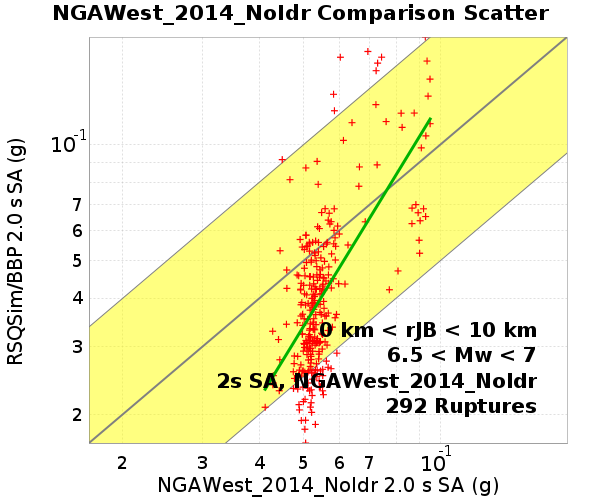 NGAWest_2014_NoIdr Comparison Scatter
RSQSim/BBP 2.0 s SA (g)
10⁻¹
7
6
5
4
3
2
0 km < rJB < 10 km
6.5 < Mw < 7
2s SA, NGAWest_2014_NoIdr
292 Ruptures
2 3 4 5 6 7 10⁻¹
NGAWest_2014_NoIdr 2.0 s SA (g)